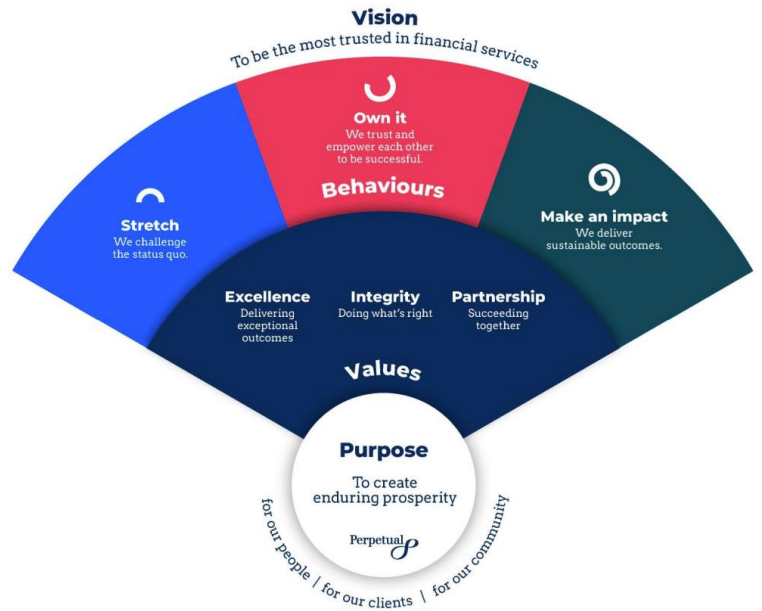 Vision
To be the most trusted in financial services
Own it
We trust and
empower each other
to be successful.
Behaviours
Stretch
We challenge
the status quo.
Make an impact
We deliver
sustainable outcomes.
Excellence
Delivering
exceptional
outcomes
Integrity
Doing what's right
Partnership
Succeeding
together
Values
Purpose
To create
enduring prosperity
Perpetual
for our people | for our clients | for our community